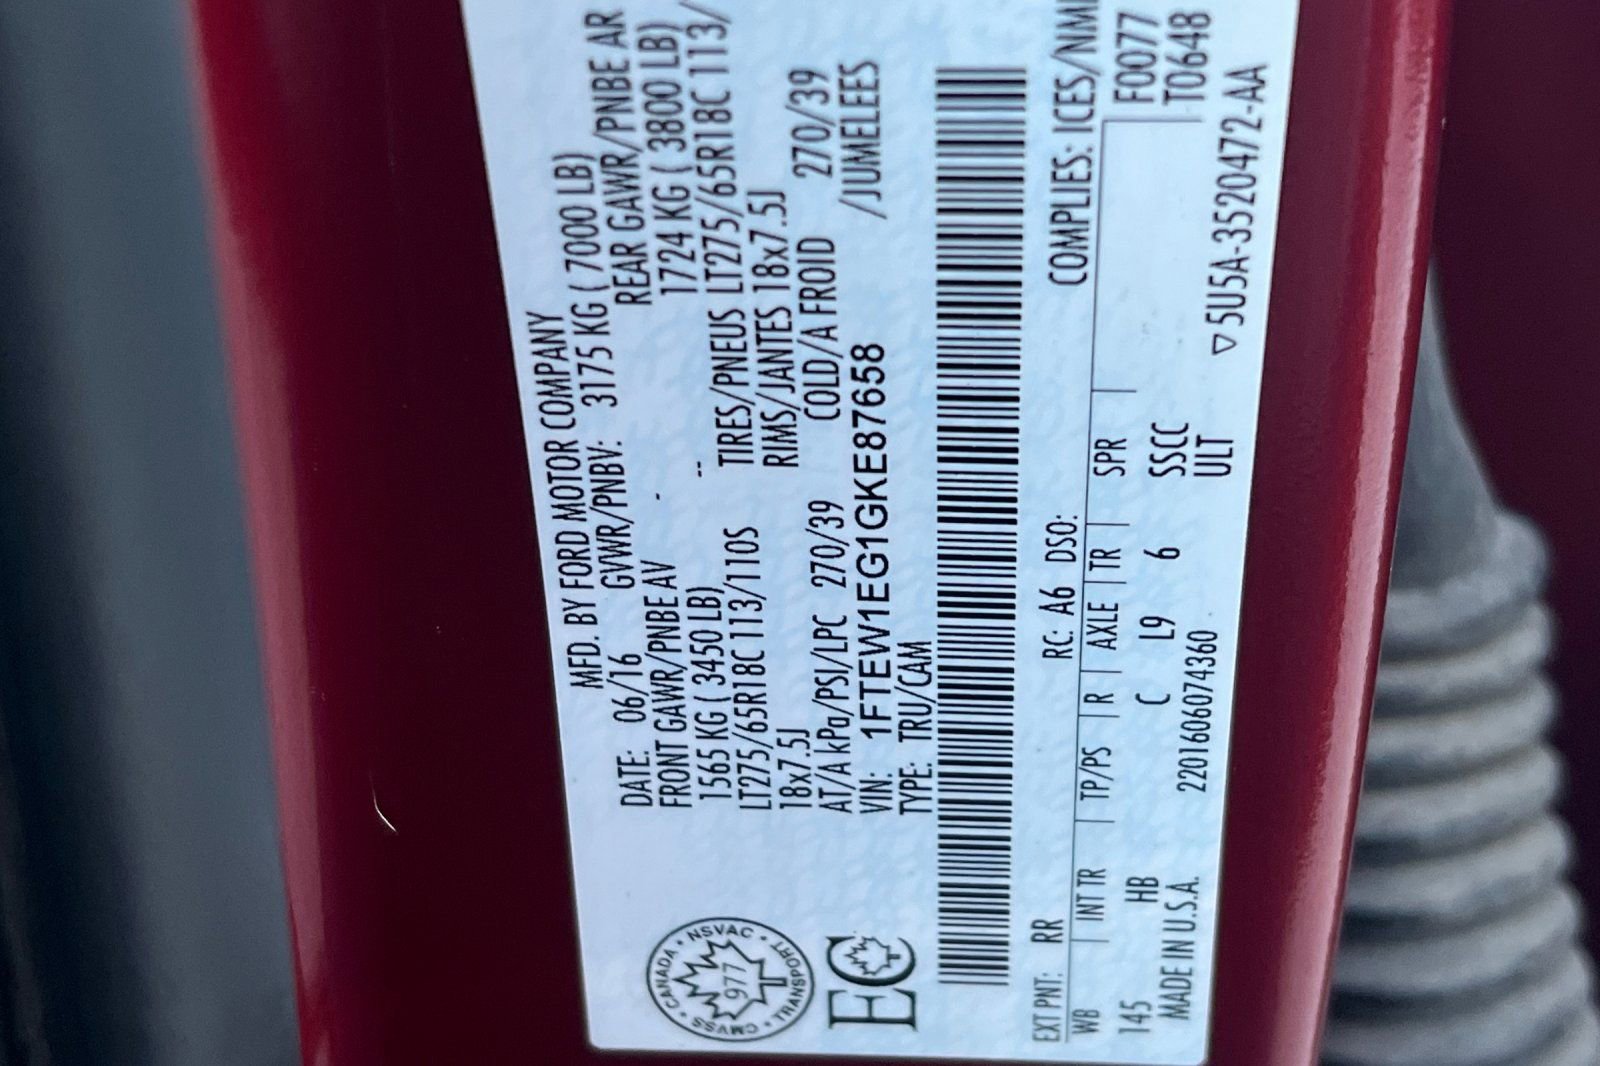 MFD. BY FORD MOTOR COMPANY
DATE: 06/16 GVWR/PNBV: 3175 KG ( 7000 LB)
FRONT GAWR/PNBE AV - REAR GAWR/PNBE AR
1565 KG ( 3450 LB) -- 1724 KG ( 3800 LB)
LT275/65R18C 113/110S TIRES/PNEUS LT275/65R18C 113/
18x7.5J RIMS/JANTES 18x7.5J
AT/A kPa/PSI/LPC 270/39 COLD/A FROID 270/39
VIN: 1FTEW1EG1GKE87658 /JUMELEES
TYPE: TRU/CAM
CANADA • NSVAC • TRANSPORT • CMVSS •
977
EC
COMPLIES: ICES/NM
EXT PNT: RR RC: A6 DSO:
F0077
WB INT TR TP/PS R AXLE TR SPR
T0648
145 HB C L9 6 SSCC
MADE IN U.S.A. 2201606074360 ULT
▽ 5U5A-3520472-AA